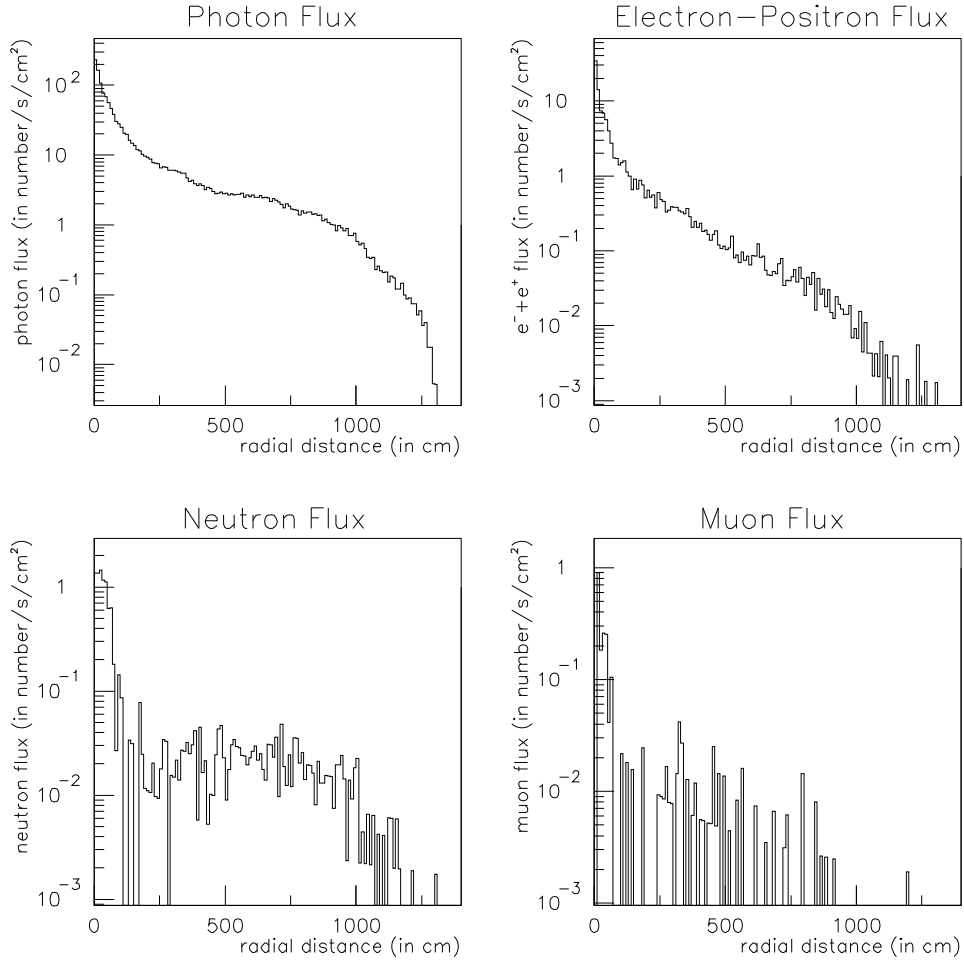 Photon Flux
photon flux (in number/s/cm²)
10²
10
1
10⁻¹
10⁻²
0 500 1000
radial distance (in cm)
Electron–Positron Flux
e⁻+e⁺ flux (in number/s/cm²)
10
1
10⁻¹
10⁻²
10⁻³
0 500 1000
radial distance (in cm)
Neutron Flux
neutron flux (in number/s/cm²)
1
10⁻¹
10⁻²
10⁻³
0 500 1000
radial distance (in cm)
Muon Flux
muon flux (in number/s/cm²)
1
10⁻¹
10⁻²
10⁻³
0 500 1000
radial distance (in cm)